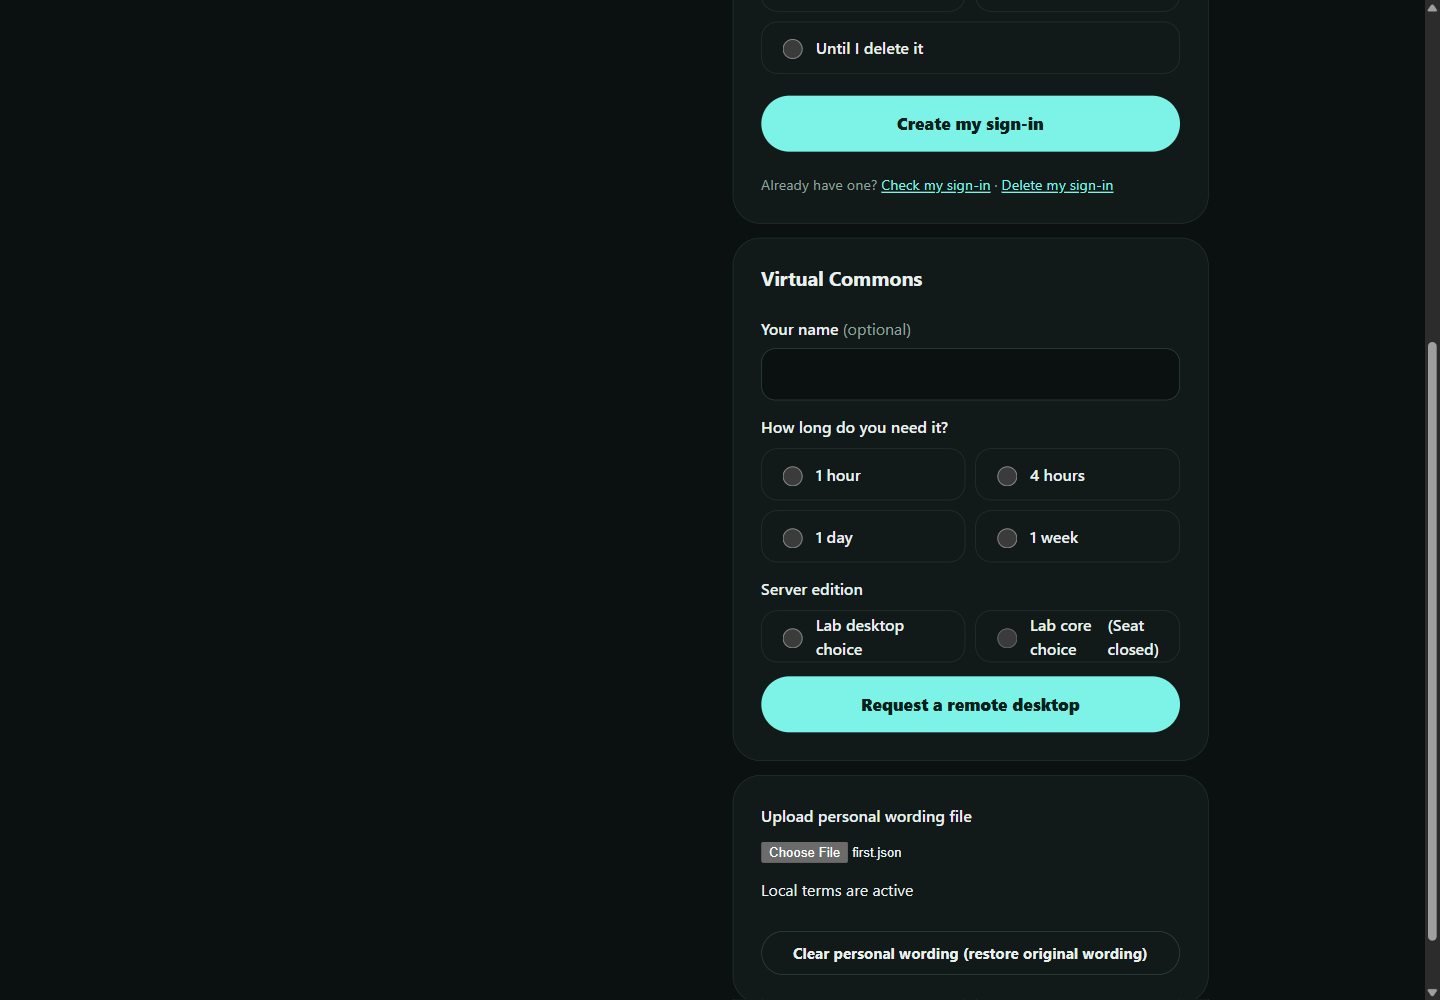 Until I delete it
Create my sign-in
Already have one? Check my sign-in · Delete my sign-in
Virtual Commons
Your name (optional)
How long do you need it?
1 hour
4 hours
1 day
1 week
Server edition
Lab desktop choice
Lab core choice (Seat closed)
Request a remote desktop
Upload personal wording file
Choose File first.json
Local terms are active
Clear personal wording (restore original wording)